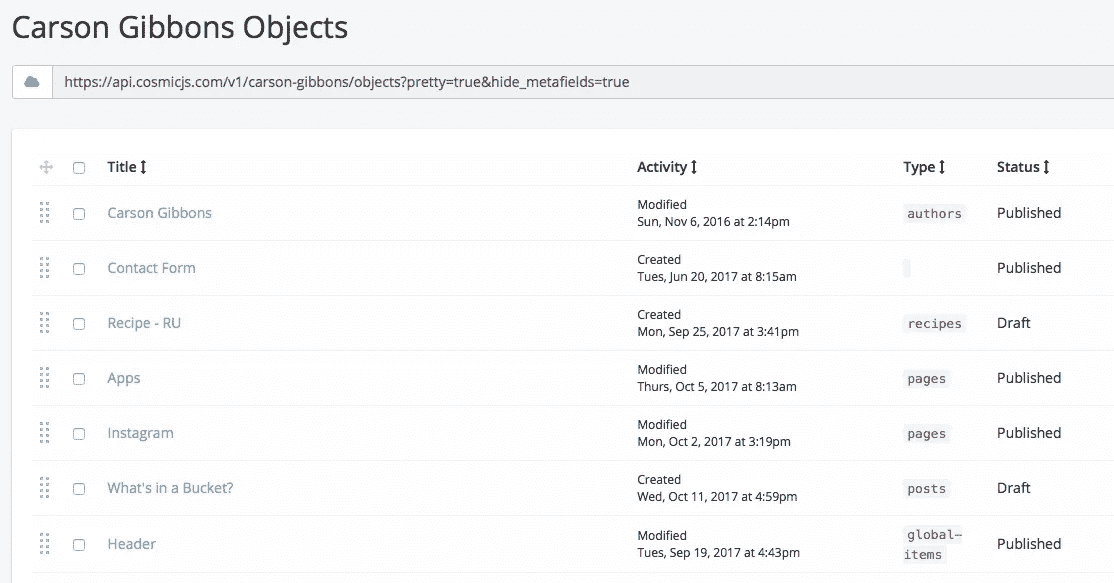 Carson Gibbons Objects
https://api.cosmicjs.com/v1/carson-gibbons/objects?pretty=true&hide_metafields=true
Title Activity Type Status
Carson Gibbons Modified authors Published
Sun, Nov 6, 2016 at 2:14pm
Contact Form Created Published
Tues, Jun 20, 2017 at 8:15am
Recipe - RU Created recipes Draft
Mon, Sep 25, 2017 at 3:41pm
Apps Modified pages Published
Thurs, Oct 5, 2017 at 8:13am
Instagram Modified pages Published
Mon, Oct 2, 2017 at 3:19pm
What's in a Bucket? Created posts Draft
Wed, Oct 11, 2017 at 4:59pm
Header Modified global- Published
Tues, Sep 19, 2017 at 4:43pm items